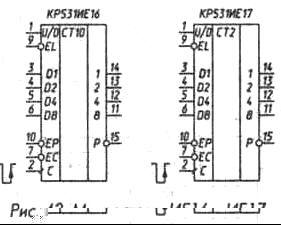 КР531ИЕ16
КР531ИЕ17
1 U/D CT10
9 EL
3 D1 1 14
4 D2 2 13
5 D4 4 12
6 D8 8 11
10 EP P 15
7 EC
2 C
1 U/D CT2
9 EL
3 D1 1 14
4 D2 2 13
5 D4 4 12
6 D8 8 11
10 EP P 15
7 EC
2 C
Рис